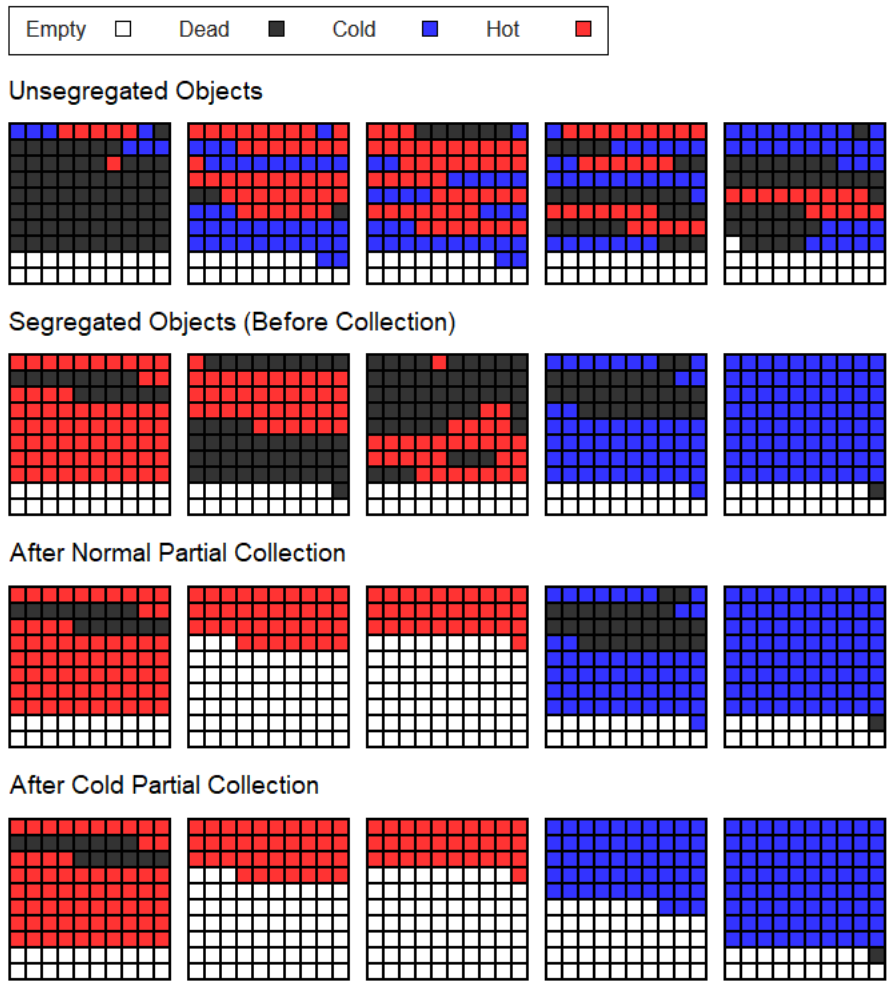 Empty Dead Cold Hot
Unsegregated Objects
Segregated Objects (Before Collection)
After Normal Partial Collection
After Cold Partial Collection